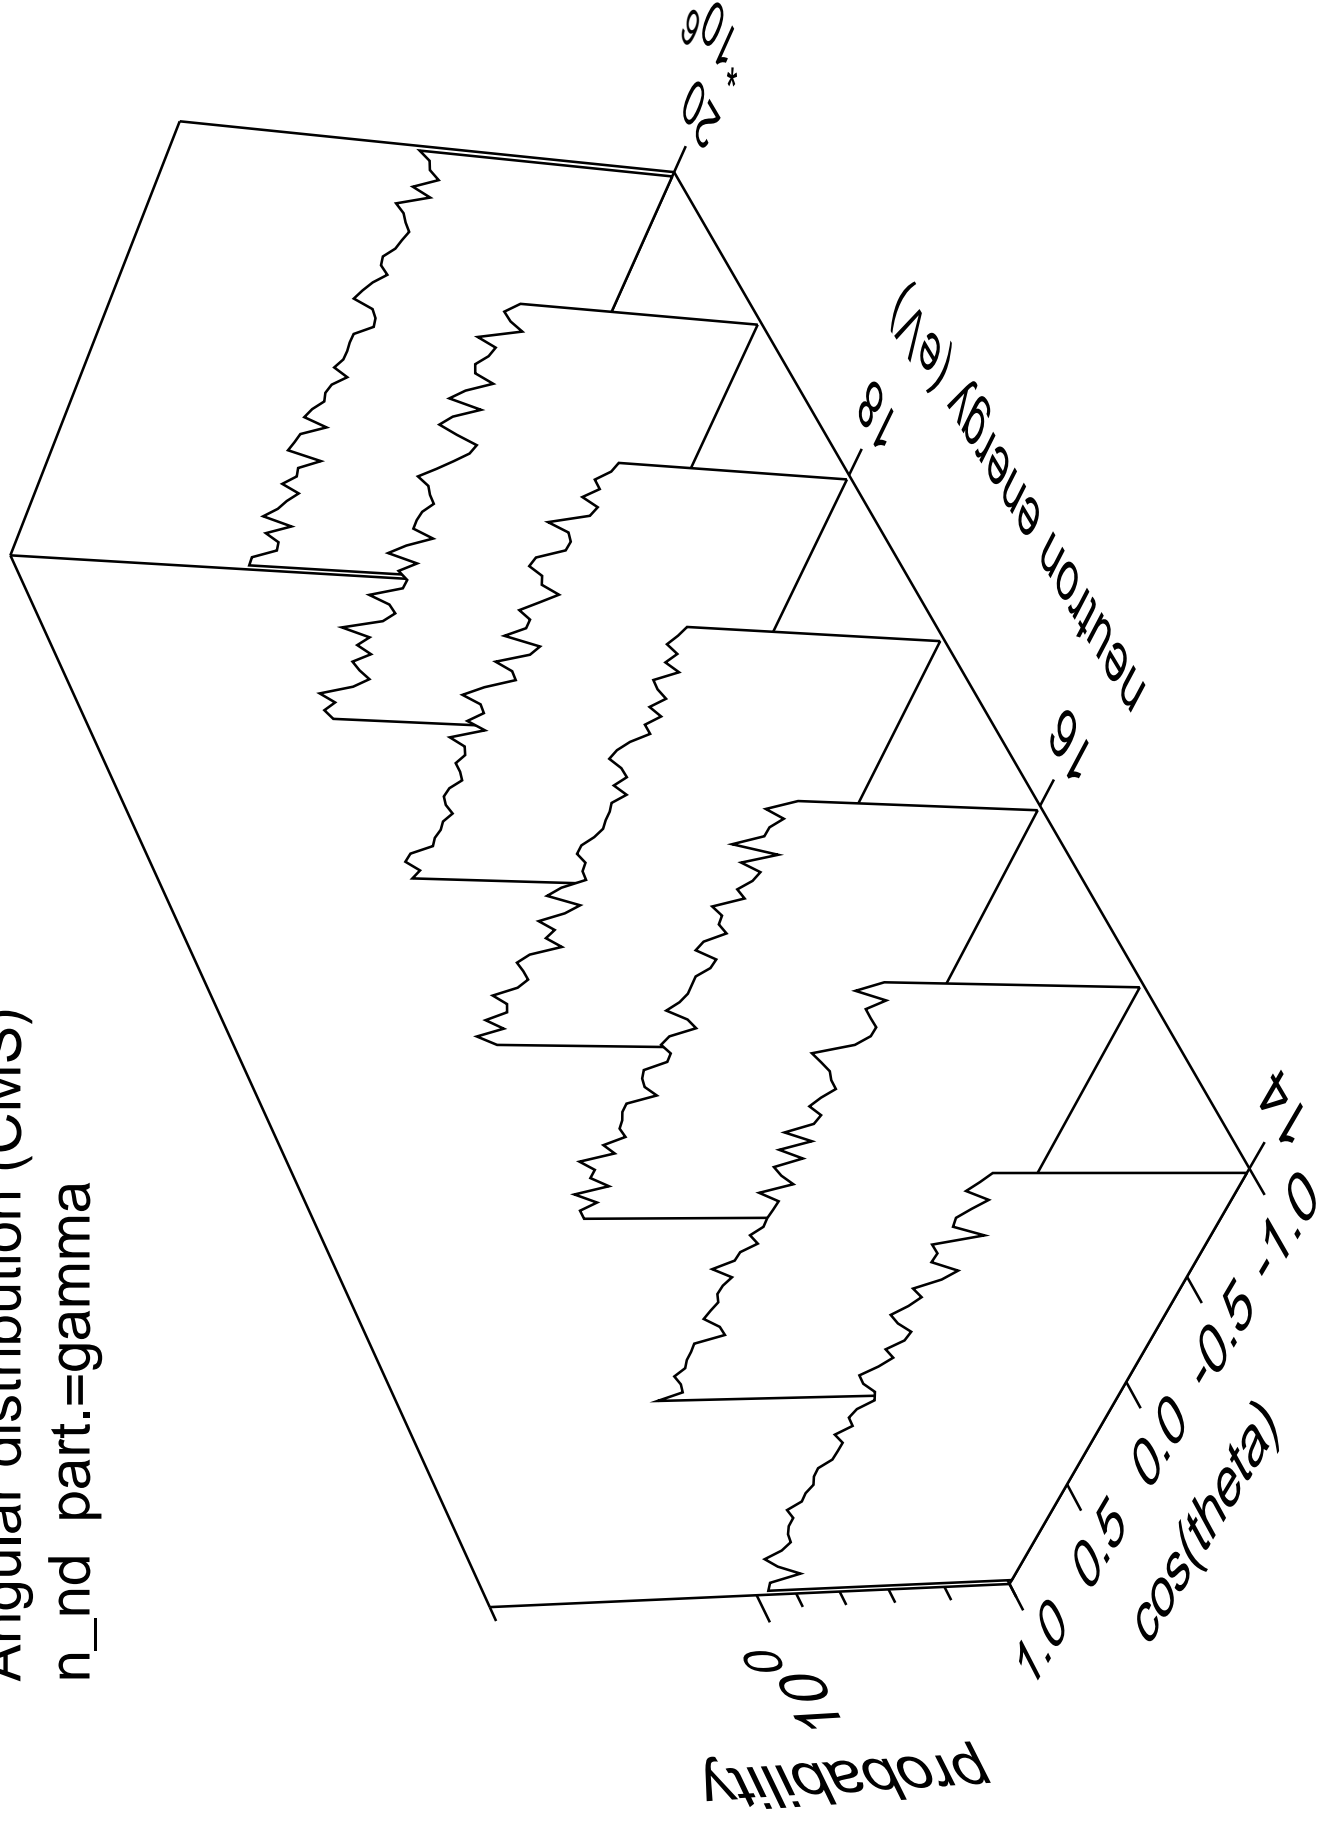 Angular distribution (CMS)
n_nd part.=gamma
probability
10 0
1.0 0.5 0.0 -0.5 -1.0
cos(theta)
14 16 18 20
* 10 6
neutron energy (eV)